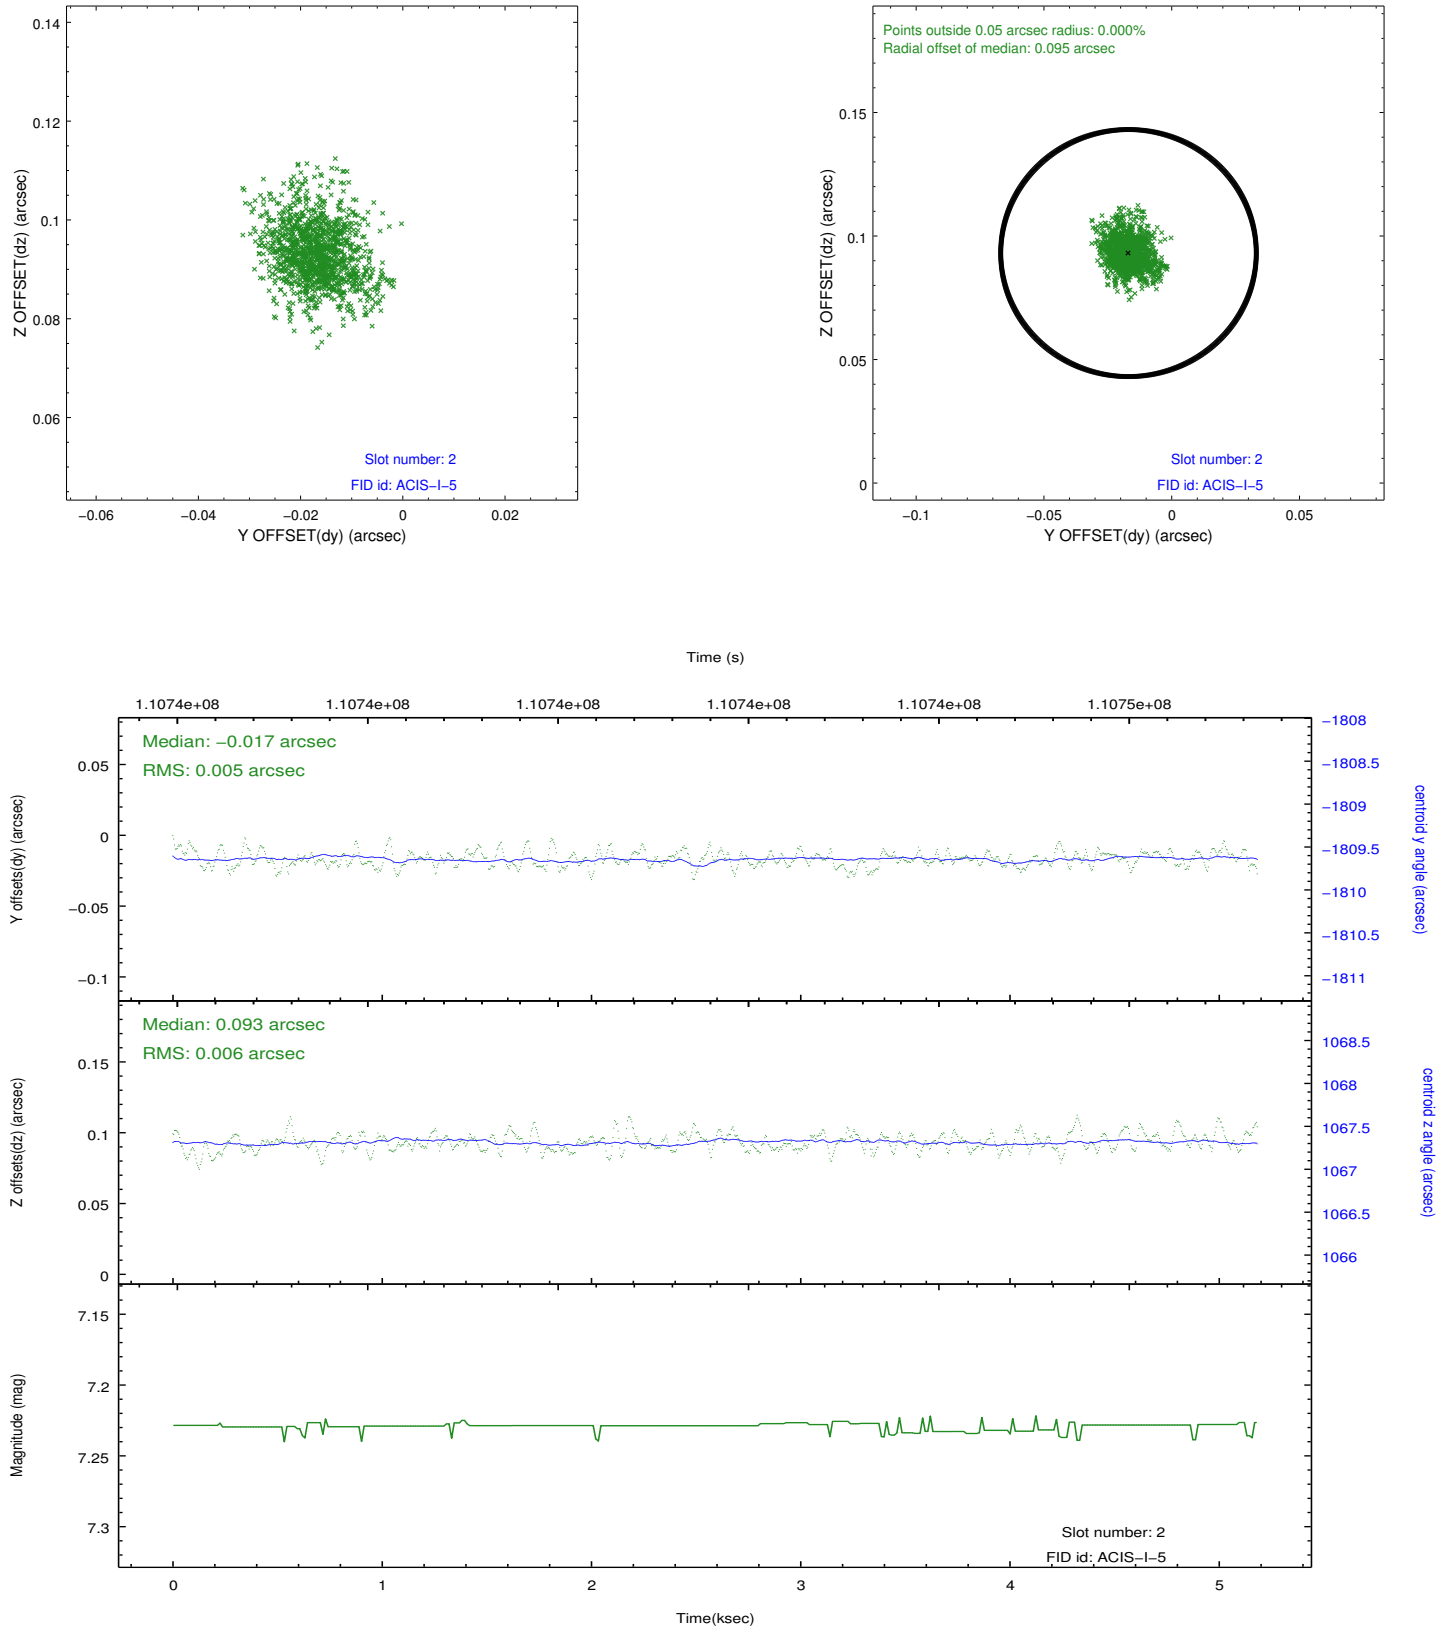 0.14
0.12
0.1
0.08
0.06
Z OFFSET(dz) (arcsec)
Slot number: 2
FID id: ACIS−I−5
−0.06
−0.04
−0.02
0
0.02
Y OFFSET(dy) (arcsec)
Points outside 0.05 arcsec radius: 0.000%
Radial offset of median: 0.095 arcsec
0.15
0.1
0.05
0
Z OFFSET(dz) (arcsec)
Slot number: 2
FID id: ACIS−I−5
−0.1
−0.05
0
0.05
Y OFFSET(dy) (arcsec)
Time (s)
1.1074e+08
1.1074e+08
1.1074e+08
1.1074e+08
1.1074e+08
1.1075e+08
Median: −0.017 arcsec
RMS: 0.005 arcsec
0.05
0
−0.05
−0.1
Y offsets(dy) (arcsec)
−1808
−1808.5
−1809
−1809.5
−1810
−1810.5
−1811
centroid y angle (arcsec)
Median: 0.093 arcsec
RMS: 0.006 arcsec
0.15
0.1
0.05
0
Z offsets(dz) (arcsec)
1068.5
1068
1067.5
1067
1066.5
1066
centroid z angle (arcsec)
7.15
7.2
7.25
7.3
Magnitude (mag)
Slot number: 2
FID id: ACIS−I−5
0
1
2
3
4
5
Time(ksec)